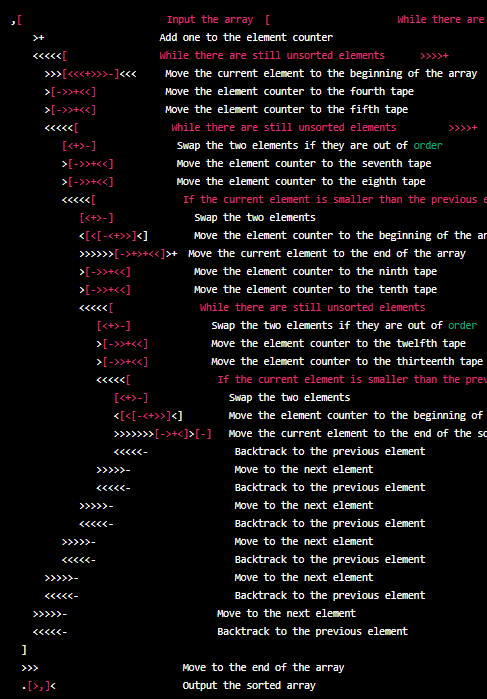 ,[ Input the array [ While there are
>+ Add one to the element counter
<<<<<[ While there are still unsorted elements >>>>+
>>>[<<<+>>>-]<<< Move the current element to the beginning of the array
>[->>+<<] Move the element counter to the fourth tape
>[->>+<<] Move the element counter to the fifth tape
<<<<<[ While there are still unsorted elements >>>>+
[<+>-] Swap the two elements if they are out of order
>[->>+<<] Move the element counter to the seventh tape
>[->>+<<] Move the element counter to the eighth tape
<<<<<[ If the current element is smaller than the previous e
[<+>-] Swap the two elements
<[<[-<+>>]<] Move the element counter to the beginning of the ar
>>>>>>[->+>+<<]>+ Move the current element to the end of the array
>[->>+<<] Move the element counter to the ninth tape
>[->>+<<] Move the element counter to the tenth tape
<<<<<[ While there are still unsorted elements
[<+>-] Swap the two elements if they are out of order
>[->>+<<] Move the element counter to the twelfth tape
>[->>+<<] Move the element counter to the thirteenth tape
<<<<<[ If the current element is smaller than the prev
[<+>-] Swap the two elements
<[<[-<+>>]<] Move the element counter to the beginning of
>>>>>>>[->+<]>[-] Move the current element to the end of the so
<<<<<- Backtrack to the previous element
>>>>>- Move to the next element
<<<<<- Backtrack to the previous element
>>>>>- Move to the next element
<<<<<- Backtrack to the previous element
>>>>>- Move to the next element
<<<<<- Backtrack to the previous element
>>>>>- Move to the next element
<<<<<- Backtrack to the previous element
>>>>>- Move to the next element
<<<<<- Backtrack to the previous element
]
>>> Move to the end of the array
.[>,]< Output the sorted array